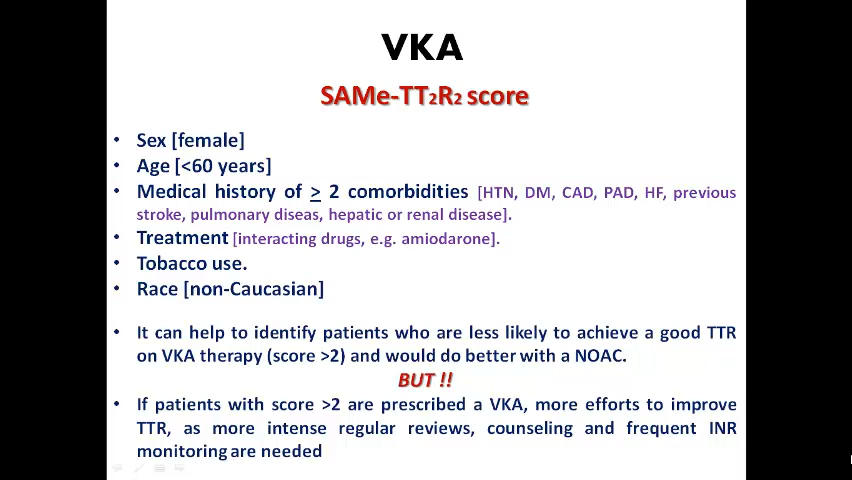 VKA
SAMe-TT₂R₂ score
• Sex [female]
• Age [<60 years]
• Medical history of ≥ 2 comorbidities [HTN, DM, CAD, PAD, HF, previous
stroke, pulmonary diseas, hepatic or renal disease].
• Treatment [interacting drugs, e.g. amiodarone].
• Tobacco use.
• Race [non-Caucasian]
• It can help to identify patients who are less likely to achieve a good TTR
on VKA therapy (score >2) and would do better with a NOAC.
BUT !!
• If patients with score >2 are prescribed a VKA, more efforts to improve
TTR, as more intense regular reviews, counseling and frequent INR
monitoring are needed